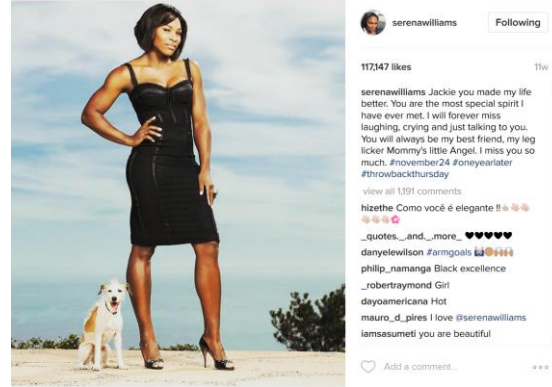 serenawilliams
Following
117,147 likes
11w
serenawilliams Jackie you made my life
better. You are the most special spirit I
have ever met. I will forever miss
laughing, crying and just talking to you.
You will always be my best friend, my leg
licker Mommy's little Angel. I miss you so
much. #november24 #oneyearlater
#throwbackthursday
view all 1,191 comments
hizethe Como você é elegante !!👍🏻👏🏻👏🏻
👏🏻👏🏻👏🏻🌸
_quotes._.and._.more_ ♥♥♥♥♥
danyelewilson #armgoals
philip_namanga Black excellence
_robertraymond Girl
dayoamericana Hot
mauro_d_pires I love @serenawilliams
iamsasumeti you are beautiful
Add a comment...